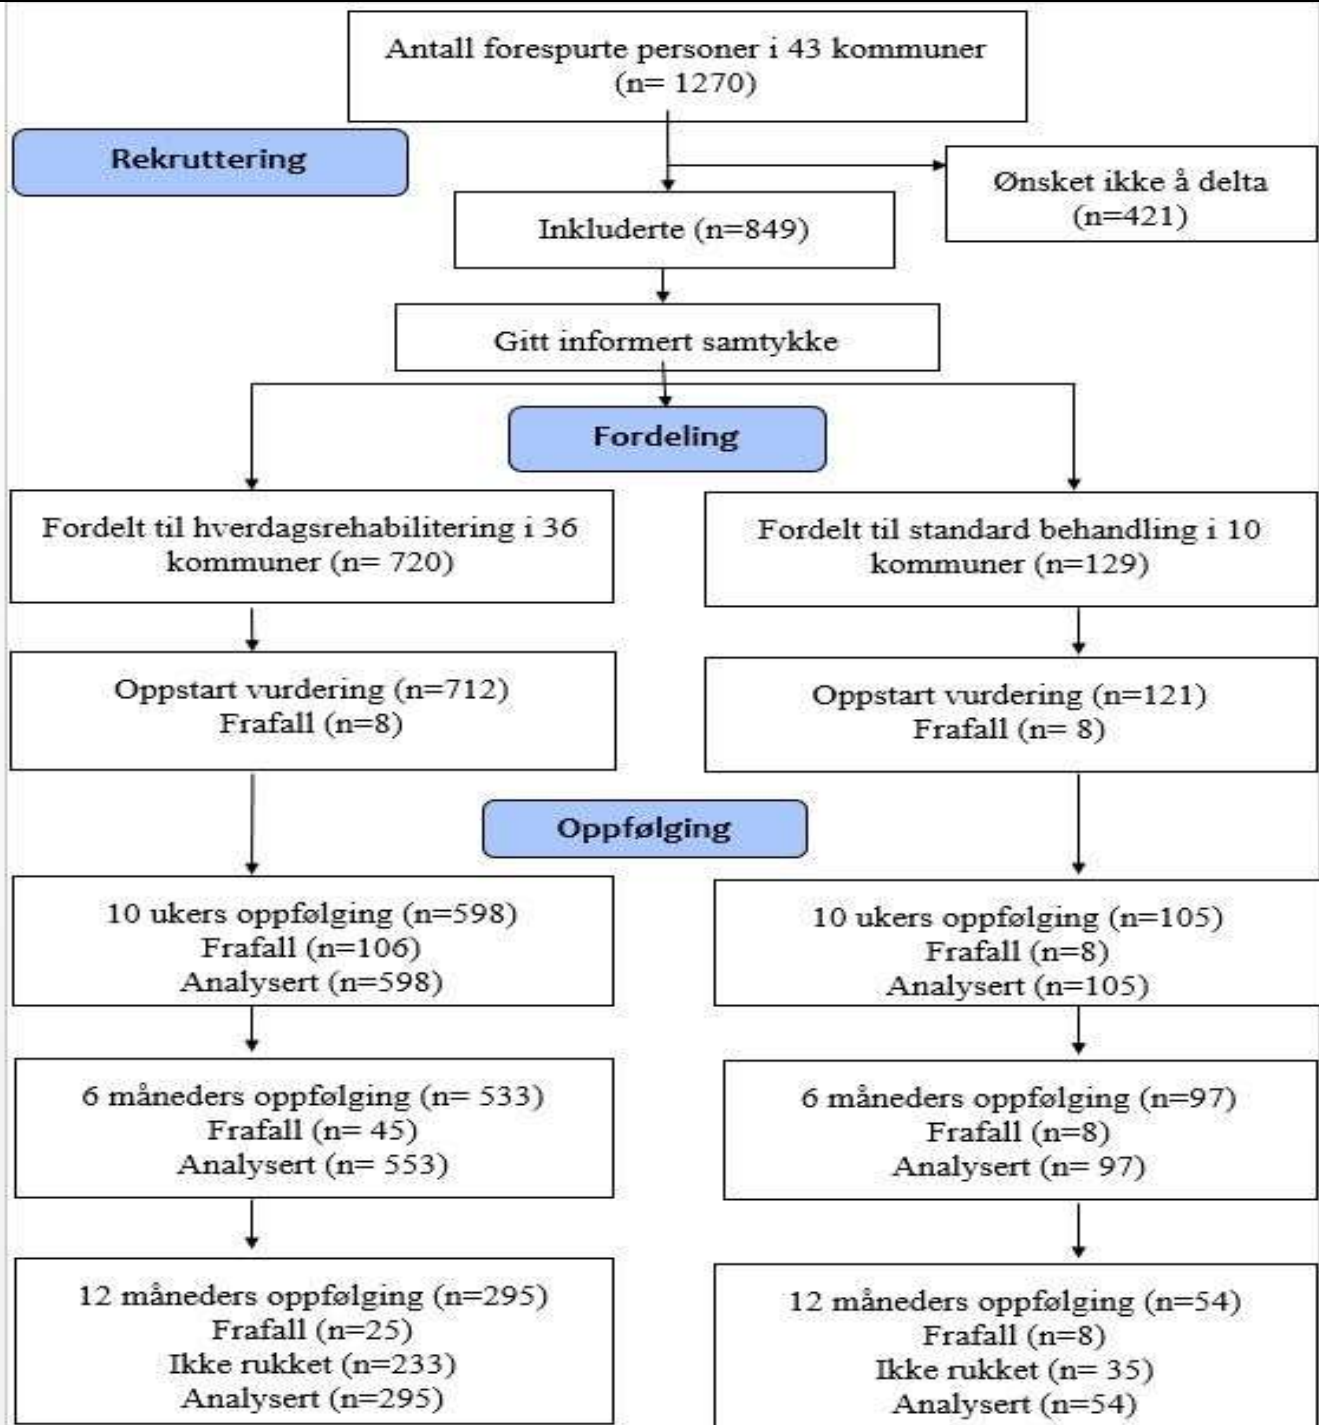 Antall forespurte personer i 43 kommuner
(n= 1270)
Rekruttering
Ønsket ikke å delta
(n=421)
Inkluderte (n=849)
Gitt informert samtykke
Fordeling
Fordelt til hverdagsrehabilitering i 36
kommuner (n= 720)
Fordelt til standard behandling i 10
kommuner (n=129)
Oppstart vurdering (n=712)
Frafall (n=8)
Oppstart vurdering (n=121)
Frafall (n= 8)
Oppfølging
10 ukers oppfølging (n=598)
Frafall (n=106)
Analysert (n=598)
10 ukers oppfølging (n=105)
Frafall (n=8)
Analysert (n=105)
6 måneders oppfølging (n= 533)
Frafall (n= 45)
Analysert (n= 553)
6 måneders oppfølging (n=97)
Frafall (n=8)
Analysert (n= 97)
12 måneders oppfølging (n=295)
Frafall (n=25)
Ikke rukket (n=233)
Analysert (n=295)
12 måneders oppfølging (n=54)
Frafall (n=8)
Ikke rukket (n= 35)
Analysert (n=54)